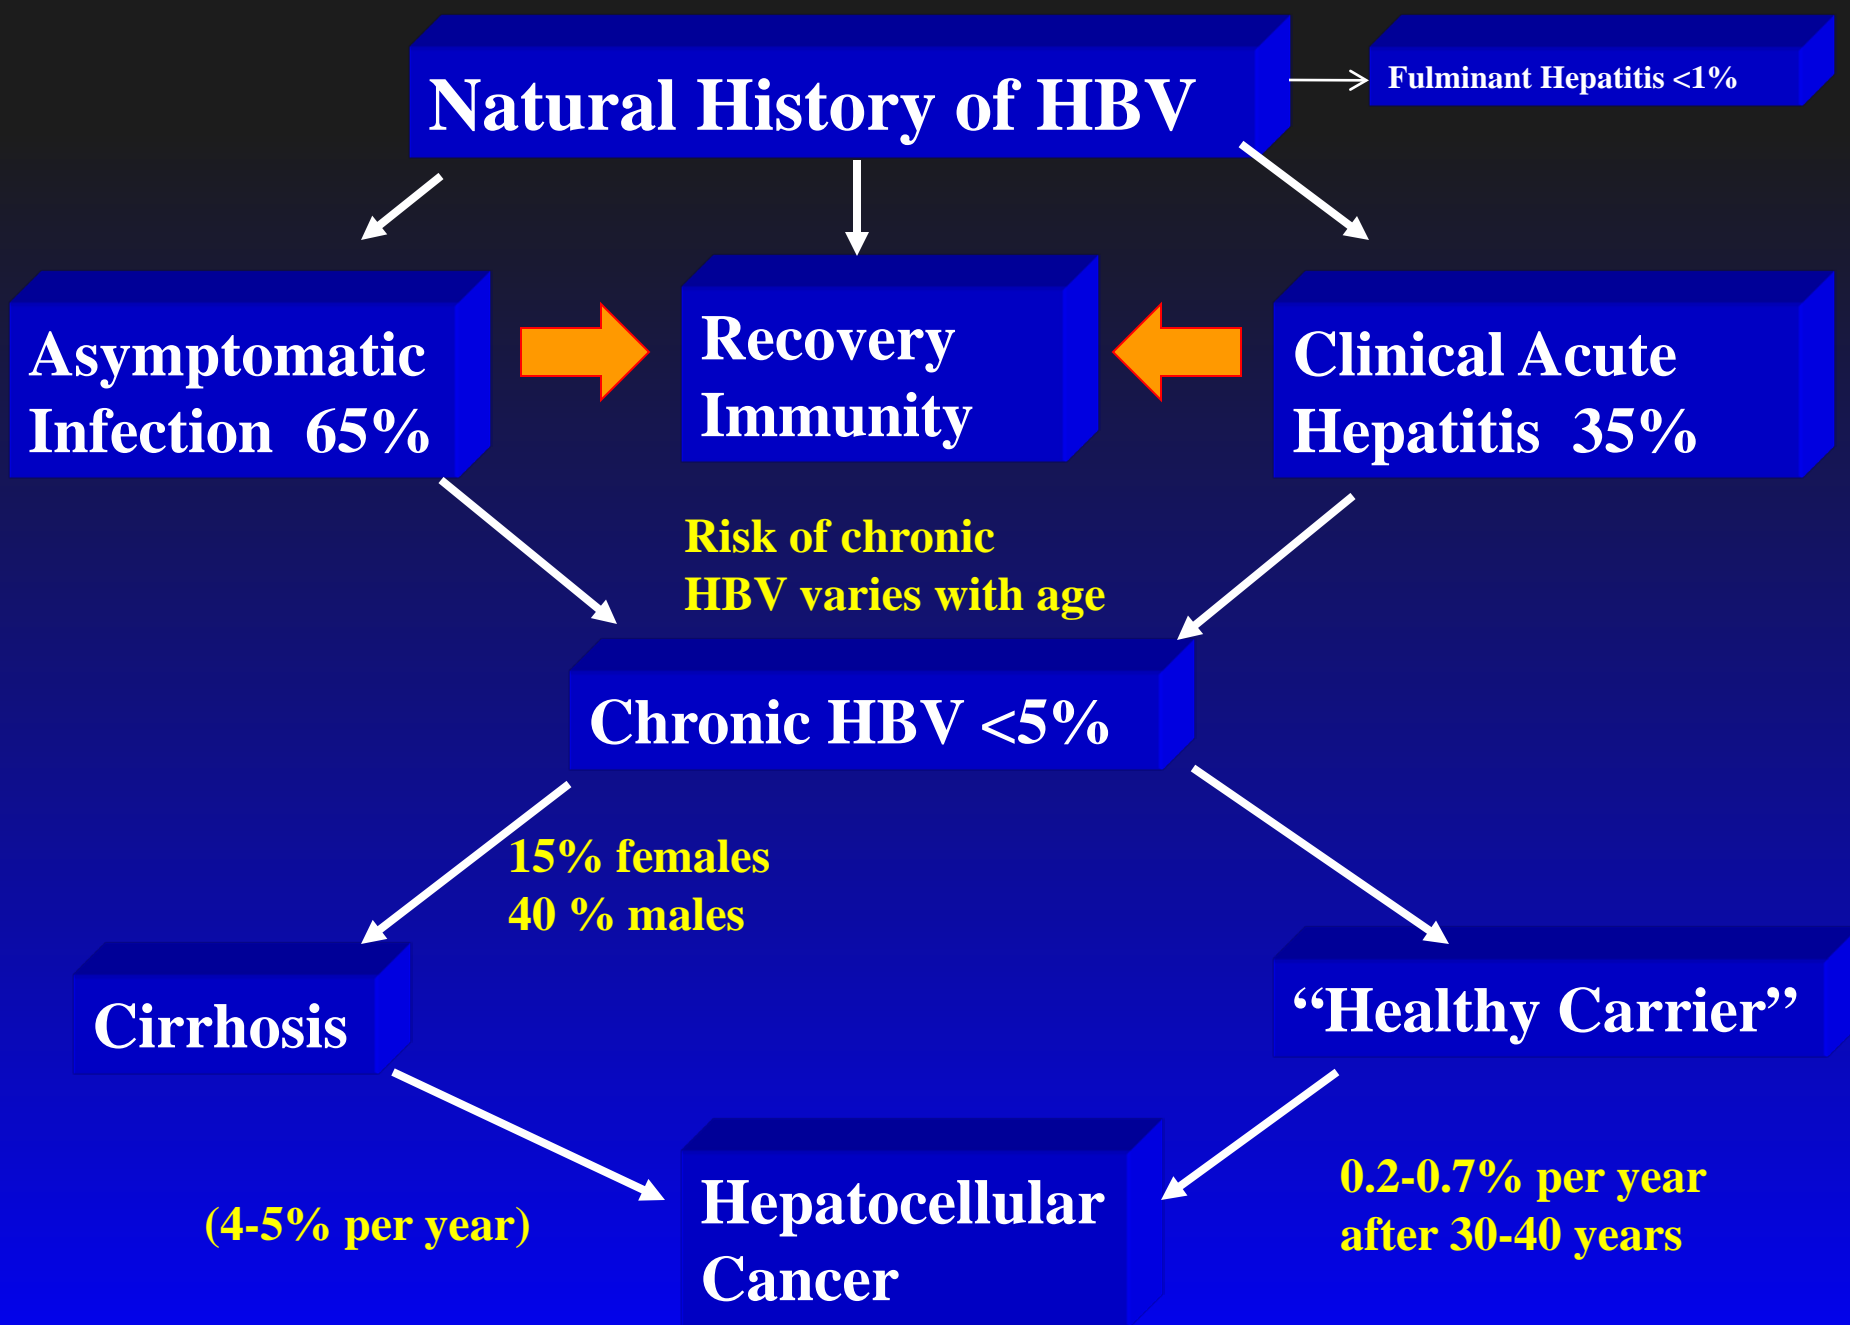 Natural History of HBV
Fulminant Hepatitis <1%
Asymptomatic
Infection 65%
Recovery
Immunity
Clinical Acute
Hepatitis 35%
Risk of chronic
HBV varies with age
Chronic HBV <5%
15% females
40 % males
Cirrhosis
“Healthy Carrier”
(4-5% per year)
Hepatocellular
Cancer
0.2-0.7% per year
after 30-40 years